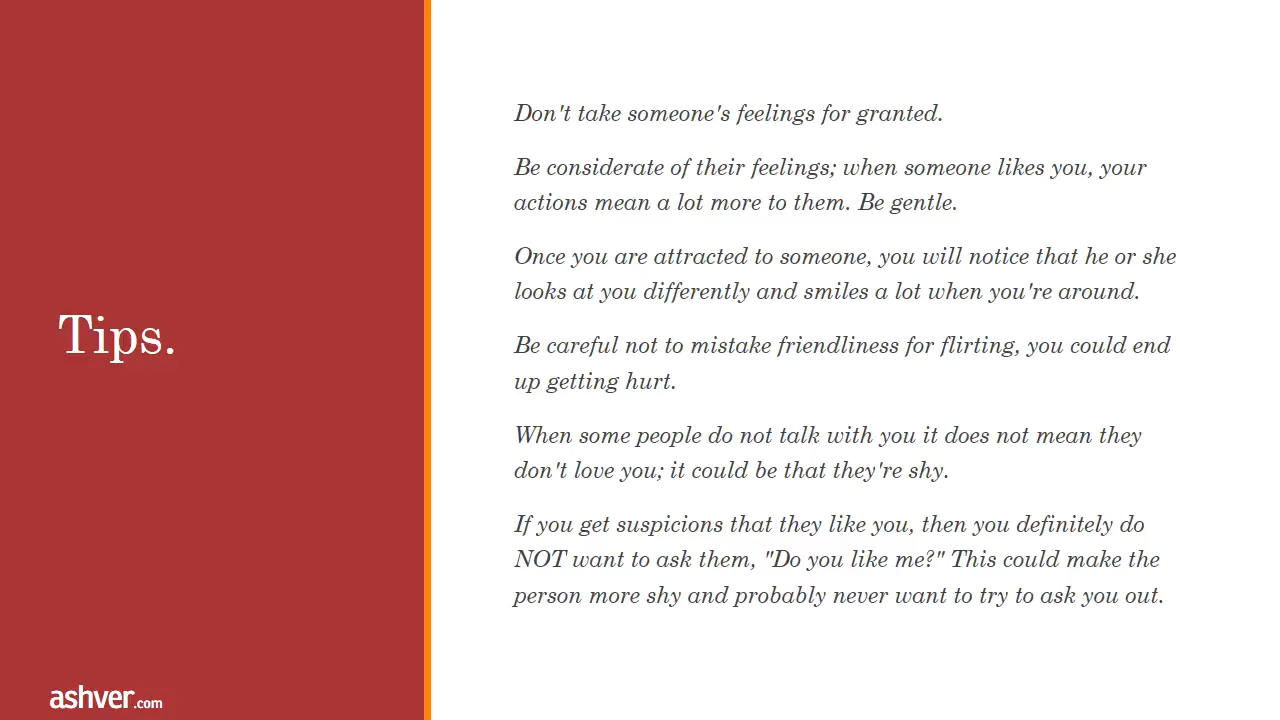 Tips.
Don't take someone's feelings for granted.
Be considerate of their feelings; when someone likes you, your
actions mean a lot more to them. Be gentle.
Once you are attracted to someone, you will notice that he or she
looks at you differently and smiles a lot when you're around.
Be careful not to mistake friendliness for flirting, you could end
up getting hurt.
When some people do not talk with you it does not mean they
don't love you; it could be that they're shy.
If you get suspicions that they like you, then you definitely do
NOT want to ask them, "Do you like me?" This could make the
person more shy and probably never want to try to ask you out.
ashver.com